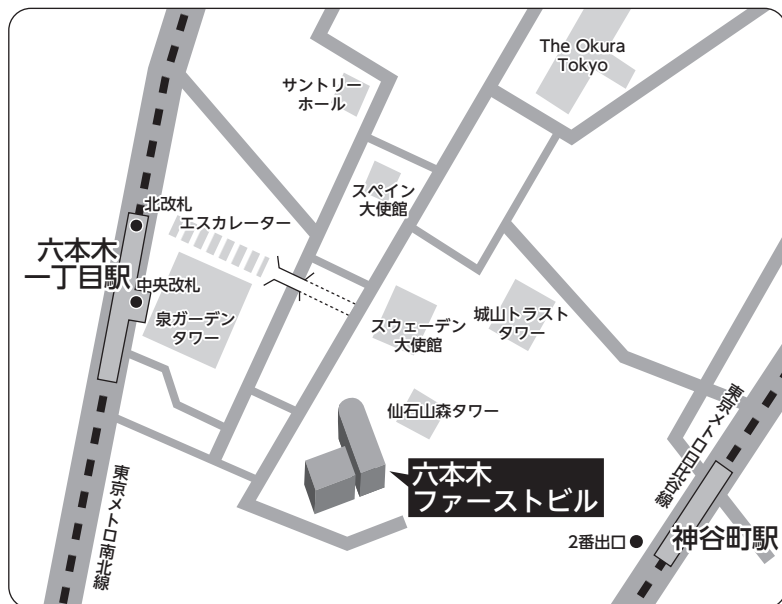 The Okura
Tokyo
サントリー
ホール
スペイン
大使館
北改札
エスカレーター
六本木
一丁目駅
中央改札
泉ガーデン
タワー
スウェーデン
大使館
城山トラスト
タワー
仙石山森タワー
六本木
ファーストビル
東京メトロ南北線
東京メトロ日比谷線
2番出口
神谷町駅